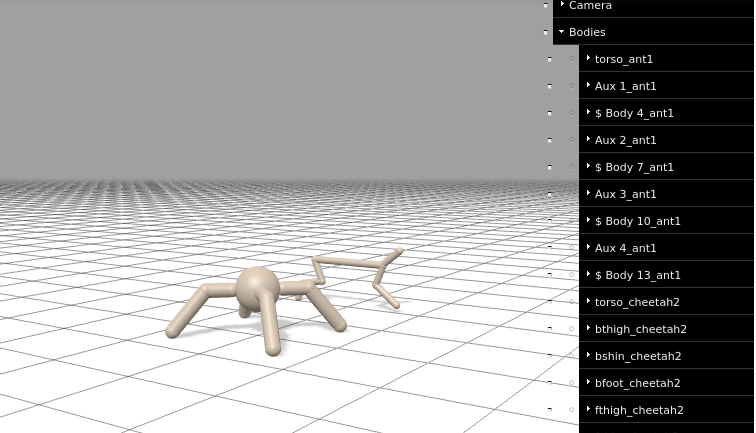 Camera
Bodies
torso_ant1
Aux 1_ant1
$ Body 4_ant1
Aux 2_ant1
$ Body 7_ant1
Aux 3_ant1
$ Body 10_ant1
Aux 4_ant1
$ Body 13_ant1
torso_cheetah2
bthigh_cheetah2
bshin_cheetah2
bfoot_cheetah2
fthigh_cheetah2